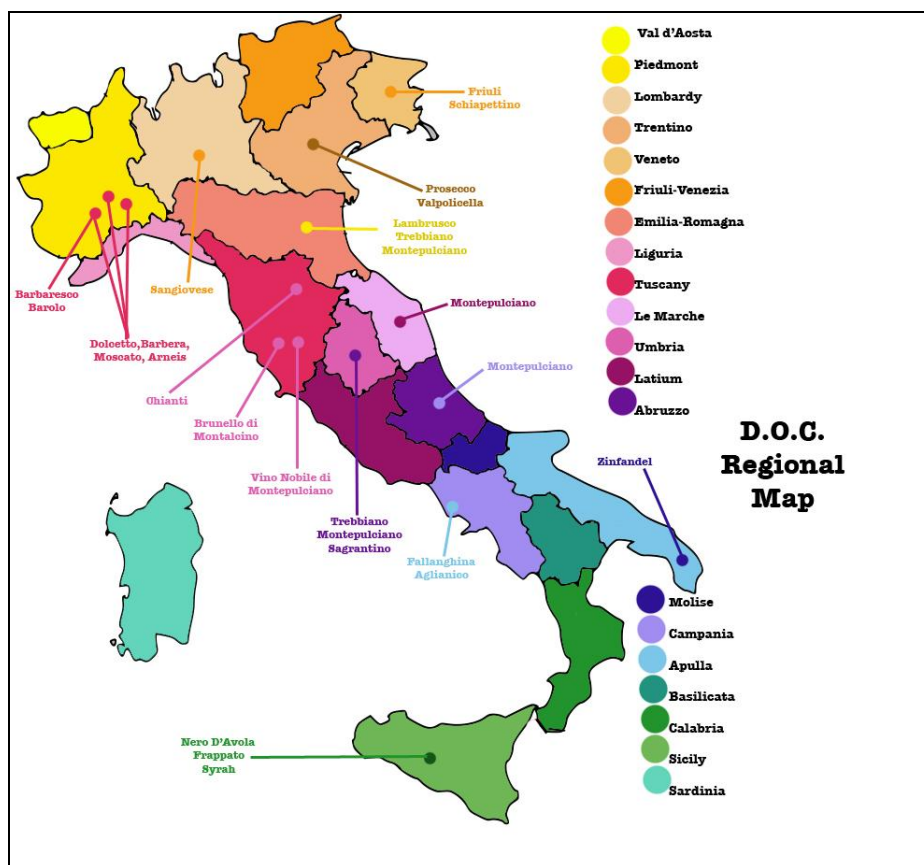 Val d'Aosta
Piedmont
Lombardy
Trentino
Veneto
Friuli-Venezia
Emilia-Romagna
Liguria
Tuscany
Le Marche
Umbria
Latium
Abruzzo
Friuli
Schiapettino
Prosecco
Valpolicella
Lambrusco
Trebbiano
Montepulciano
Sangiovese
Barbaresco
Barolo
Dolcetto,Barbera,
Moscato, Arneis
Montepulciano
Montepulciano
Chianti
Brunello di
Montalcino
Vino Nobile di
Montepulciano
D.O.C.
Regional
Map
Zinfandel
Trebbiano
Montepulciano
Sagrantino
Fallanghina
Aglianico
Molise
Campania
Apulla
Basilicata
Calabria
Sicily
Sardinia
Nero D'Avola
Frappato
Syrah